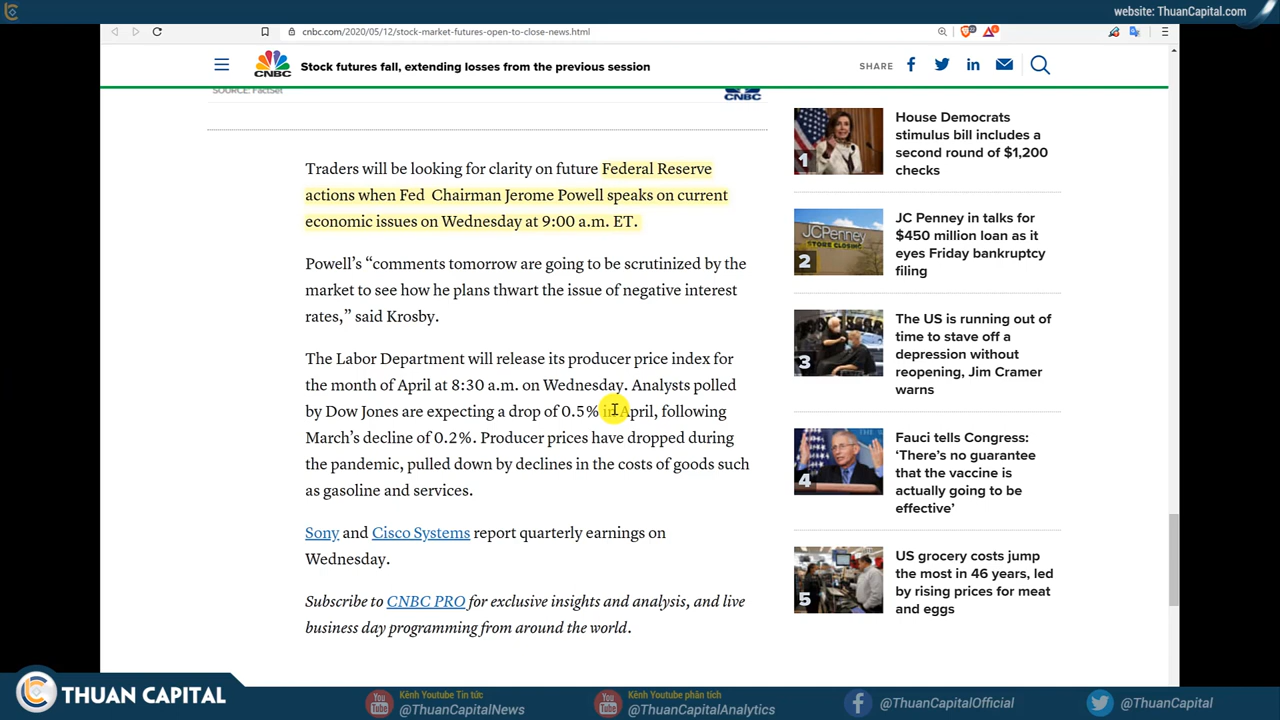 website: ThuanCapital.com
cnbc.com/2020/05/12/stock-market-futures-open-to-close-news.html
CNBC
Stock futures fall, extending losses from the previous session
SHARE
SOURCE: FactSet
CNBC
Traders will be looking for clarity on future Federal Reserve
actions when Fed Chairman Jerome Powell speaks on current
economic issues on Wednesday at 9:00 a.m. ET.
Powell’s “comments tomorrow are going to be scrutinized by the
market to see how he plans thwart the issue of negative interest
rates,” said Krosby.
The Labor Department will release its producer price index for
the month of April at 8:30 a.m. on Wednesday. Analysts polled
by Dow Jones are expecting a drop of 0.5% in April, following
March’s decline of 0.2%. Producer prices have dropped during
the pandemic, pulled down by declines in the costs of goods such
as gasoline and services.
Sony and Cisco Systems report quarterly earnings on
Wednesday.
Subscribe to CNBC PRO for exclusive insights and analysis, and live
business day programming from around the world.
1
House Democrats
stimulus bill includes a
second round of $1,200
checks
JCPenney
STORE CLOSING
2
JC Penney in talks for
$450 million loan as it
eyes Friday bankruptcy
filing
3
The US is running out of
time to stave off a
depression without
reopening, Jim Cramer
warns
4
Fauci tells Congress:
‘There’s no guarantee
that the vaccine is
actually going to be
effective’
5
US grocery costs jump
the most in 46 years, led
by rising prices for meat
and eggs
THUAN CAPITAL
You Tube
Kênh Youtube Tin tức
@ThuanCapitalNews
You Tube
Kênh Youtube phân tích
@ThuanCapitalAnalytics
@ThuanCapitalOfficial
@ThuanCapital